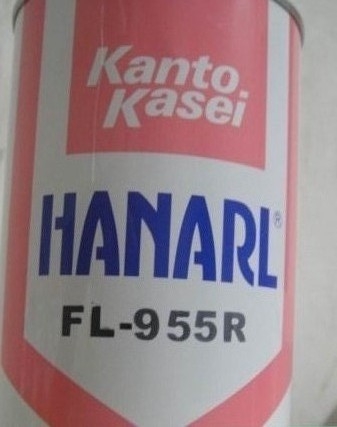 Kanto
Kasei
HANARL®
FL-955R